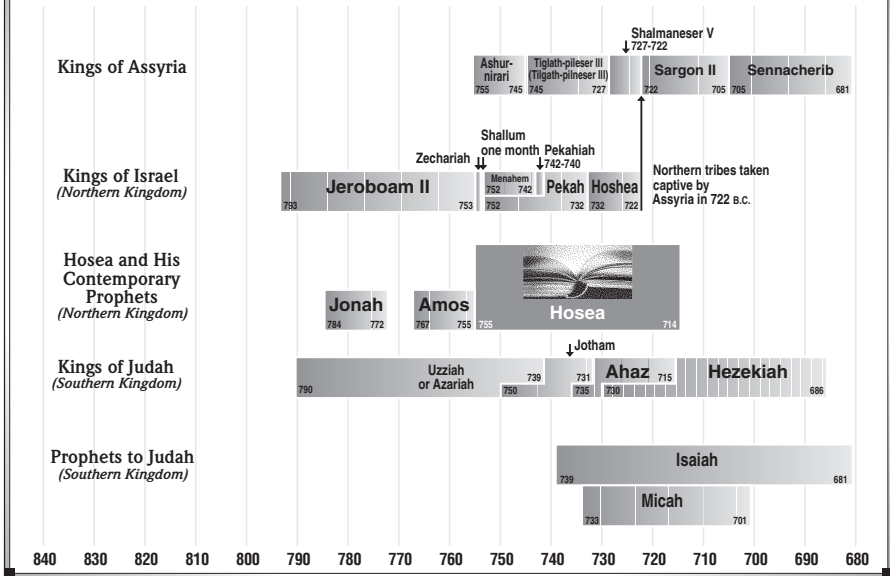 Shalmaneser V
727-722
Kings of Assyria
Ashur-
nirari
755 745
Tiglath-pileser III
(Tilgath-pilneser III)
745 727
722
Sargon II
705
705
Sennacherib
681
Zechariah
Shallum
one month
Pekahiah
742-740
Kings of Israel
(Northern Kingdom)
793
Jeroboam II
753
Menahem
752 742
752
Pekah
732
Hoshea
732 722
Northern tribes taken
captive by
Assyria in 722 B.C.
Hosea and His
Contemporary
Prophets
(Northern Kingdom)
Jonah
784 772
Amos
767 755
755
Hosea
714
Jotham
Kings of Judah
(Southern Kingdom)
790
Uzziah
or Azariah
739
750
731
735
Ahaz
715
730
Hezekiah
686
Prophets to Judah
(Southern Kingdom)
Isaiah
739 681
Micah
733 701
840 830 820 810 800 790 780 770 760 750 740 730 720 710 700 690 680